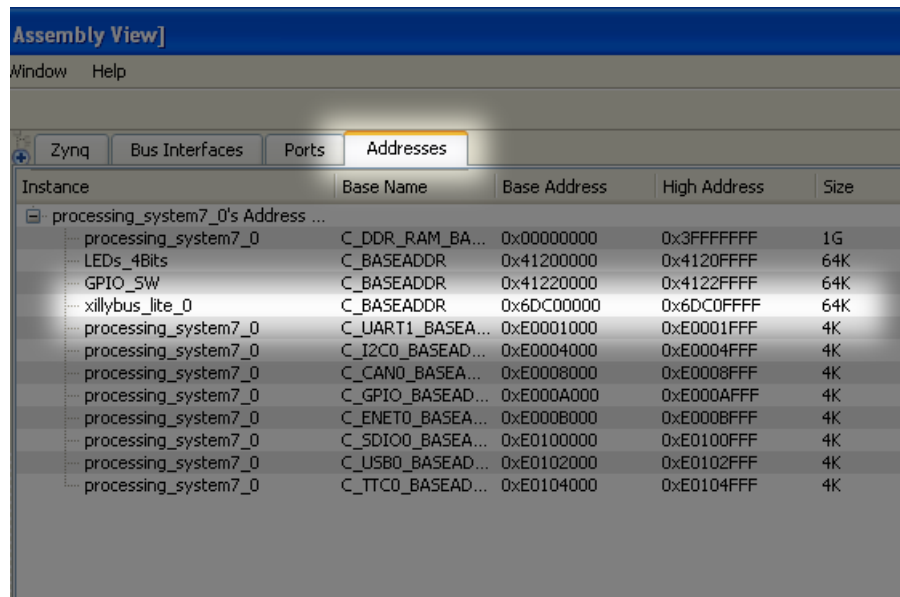 Assembly View]
Window Help
Zynq Bus Interfaces Ports Addresses
Instance Base Name Base Address High Address Size
processing_system7_0's Address ...
processing_system7_0 C_DDR_RAM_BA... 0x00000000 0x3FFFFFFF 1G
LEDs_4Bits C_BASEADDR 0x41200000 0x4120FFFF 64K
GPIO_SW C_BASEADDR 0x41220000 0x4122FFFF 64K
xillybus_lite_0 C_BASEADDR 0x6DC00000 0x6DC0FFFF 64K
processing_system7_0 C_UART1_BASEA... 0xE0001000 0xE0001FFF 4K
processing_system7_0 C_I2C0_BASEAD... 0xE0004000 0xE0004FFF 4K
processing_system7_0 C_CAN0_BASEA... 0xE0008000 0xE0008FFF 4K
processing_system7_0 C_GPIO_BASEAD... 0xE000A000 0xE000AFFF 4K
processing_system7_0 C_ENET0_BASEA... 0xE000B000 0xE000BFFF 4K
processing_system7_0 C_SDIO0_BASEA... 0xE0100000 0xE0100FFF 4K
processing_system7_0 C_USB0_BASEAD... 0xE0102000 0xE0102FFF 4K
processing_system7_0 C_TTC0_BASEAD... 0xE0104000 0xE0104FFF 4K